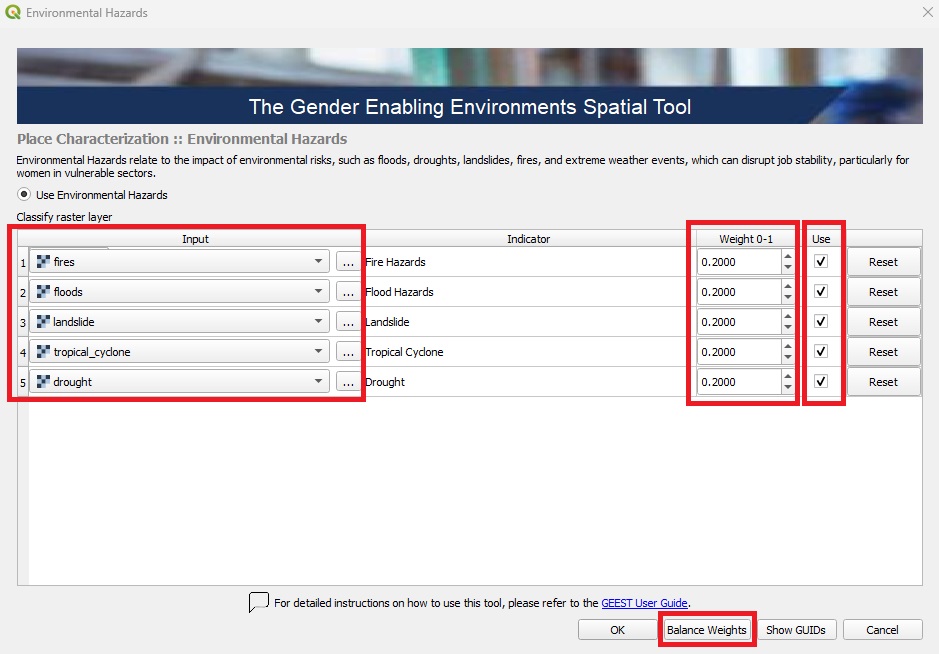 Environmental Hazards
The Gender Enabling Environments Spatial Tool
Place Characterization :: Environmental Hazards
Environmental Hazards relate to the impact of environmental risks, such as floods, droughts, landslides, fires, and extreme weather events, which can disrupt job stability, particularly for
women in vulnerable sectors.
Use Environmental Hazards
Classify raster layer
Input Indicator Weight 0-1 Use
1 fires ... Fire Hazards 0.2000 Reset
2 floods ... Flood Hazards 0.2000 Reset
3 landslide ... Landslide 0.2000 Reset
4 tropical_cyclone ... Tropical Cyclone 0.2000 Reset
5 drought ... Drought 0.2000 Reset
For detailed instructions on how to use this tool, please refer to the GEEST User Guide.
OK Balance Weights Show GUIDs Cancel